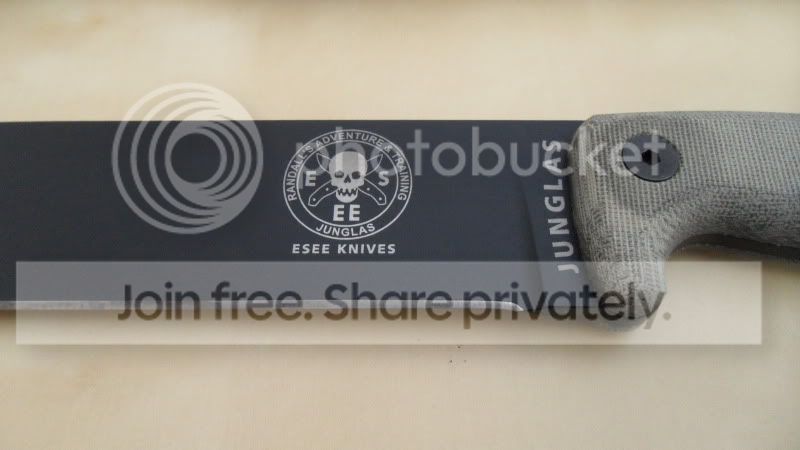 photobucket
RANDALL'S ADVENTURE & TRAINING
E S
EE
JUNGLAS
ESEE KNIVES
JUNGLAS
Join free. Share privately.